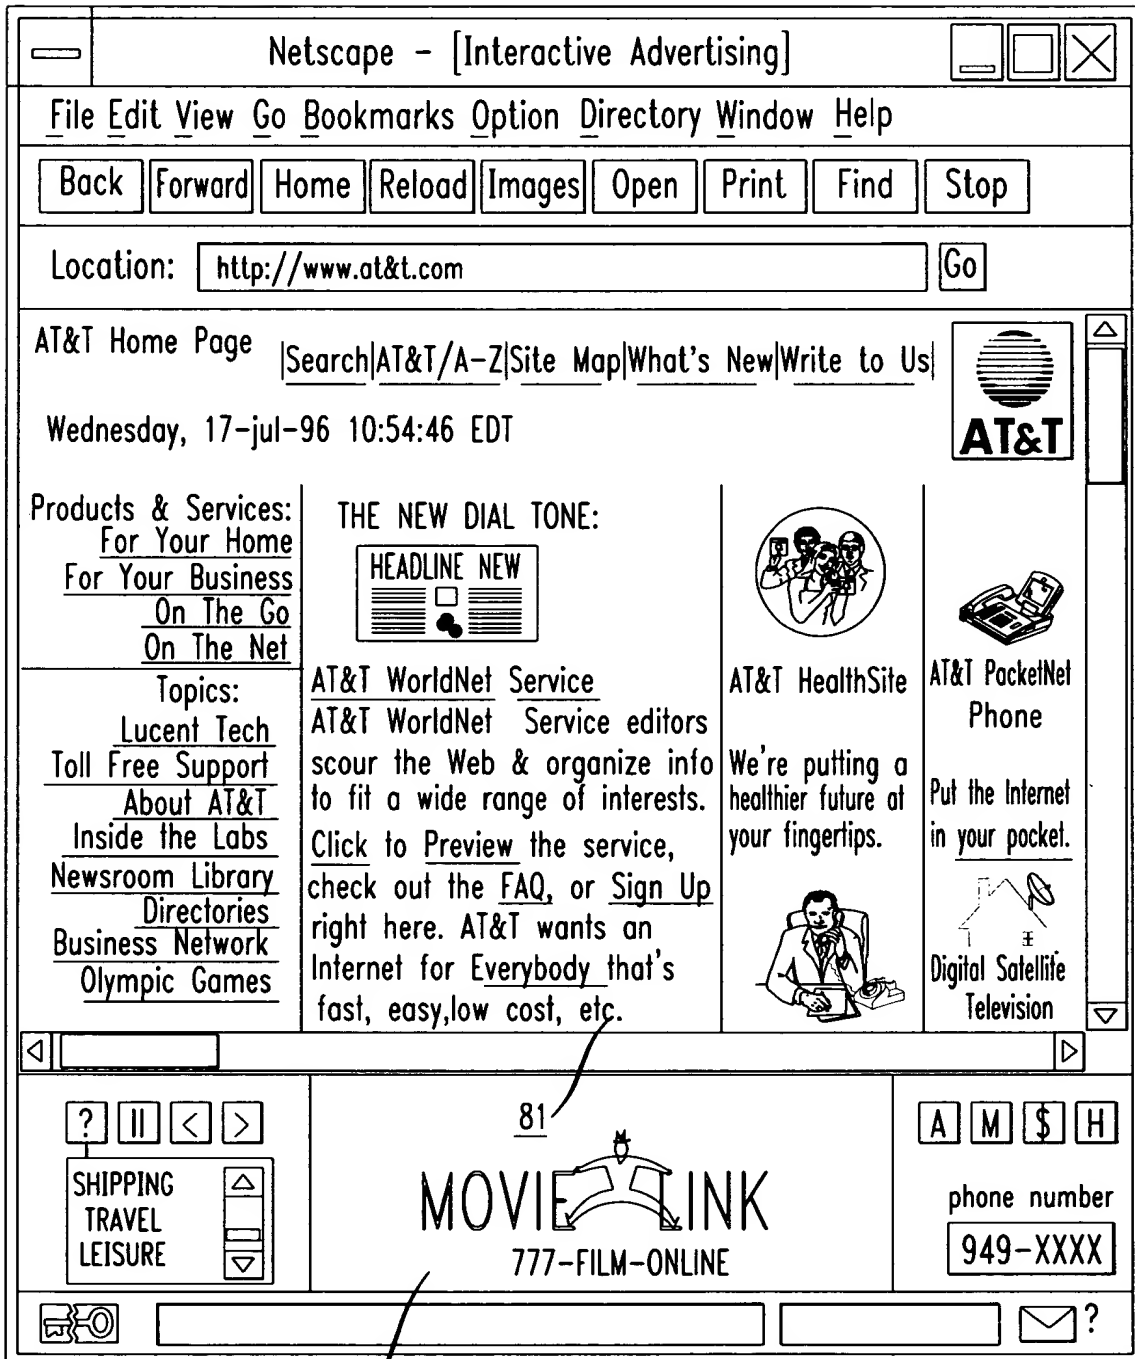 Netscape - [Interactive Advertising]
File Edit View Go Bookmarks Option Directory Window Help
Back Forward Home Reload Images Open Print Find Stop
Location: http://www.at&t.com Go
AT&T Home Page |Search|AT&T/A-Z|Site Map|What's New|Write to Us|
AT&T
Wednesday, 17-jul-96 10:54:46 EDT
Products & Services:
For Your Home
For Your Business
On The Go
On The Net
Topics:
Lucent Tech
Toll Free Support
About AT&T
Inside the Labs
Newsroom Library
Directories
Business Network
Olympic Games
THE NEW DIAL TONE:
HEADLINE NEW
AT&T WorldNet Service
AT&T WorldNet Service editors
scour the Web & organize info
to fit a wide range of interests.
Click to Preview the service,
check out the FAQ, or Sign Up
right here. AT&T wants an
Internet for Everybody that's
fast, easy,low cost, etc.
AT&T HealthSite
We're putting a
healthier future at
your fingertips.
AT&T PacketNet
Phone
Put the Internet
in your pocket.
Digital Satellite
Television
? || < >
SHIPPING
TRAVEL
LEISURE
81
MOVIE LINK
777-FILM-ONLINE
A M $ H
phone number
949-XXXX
?